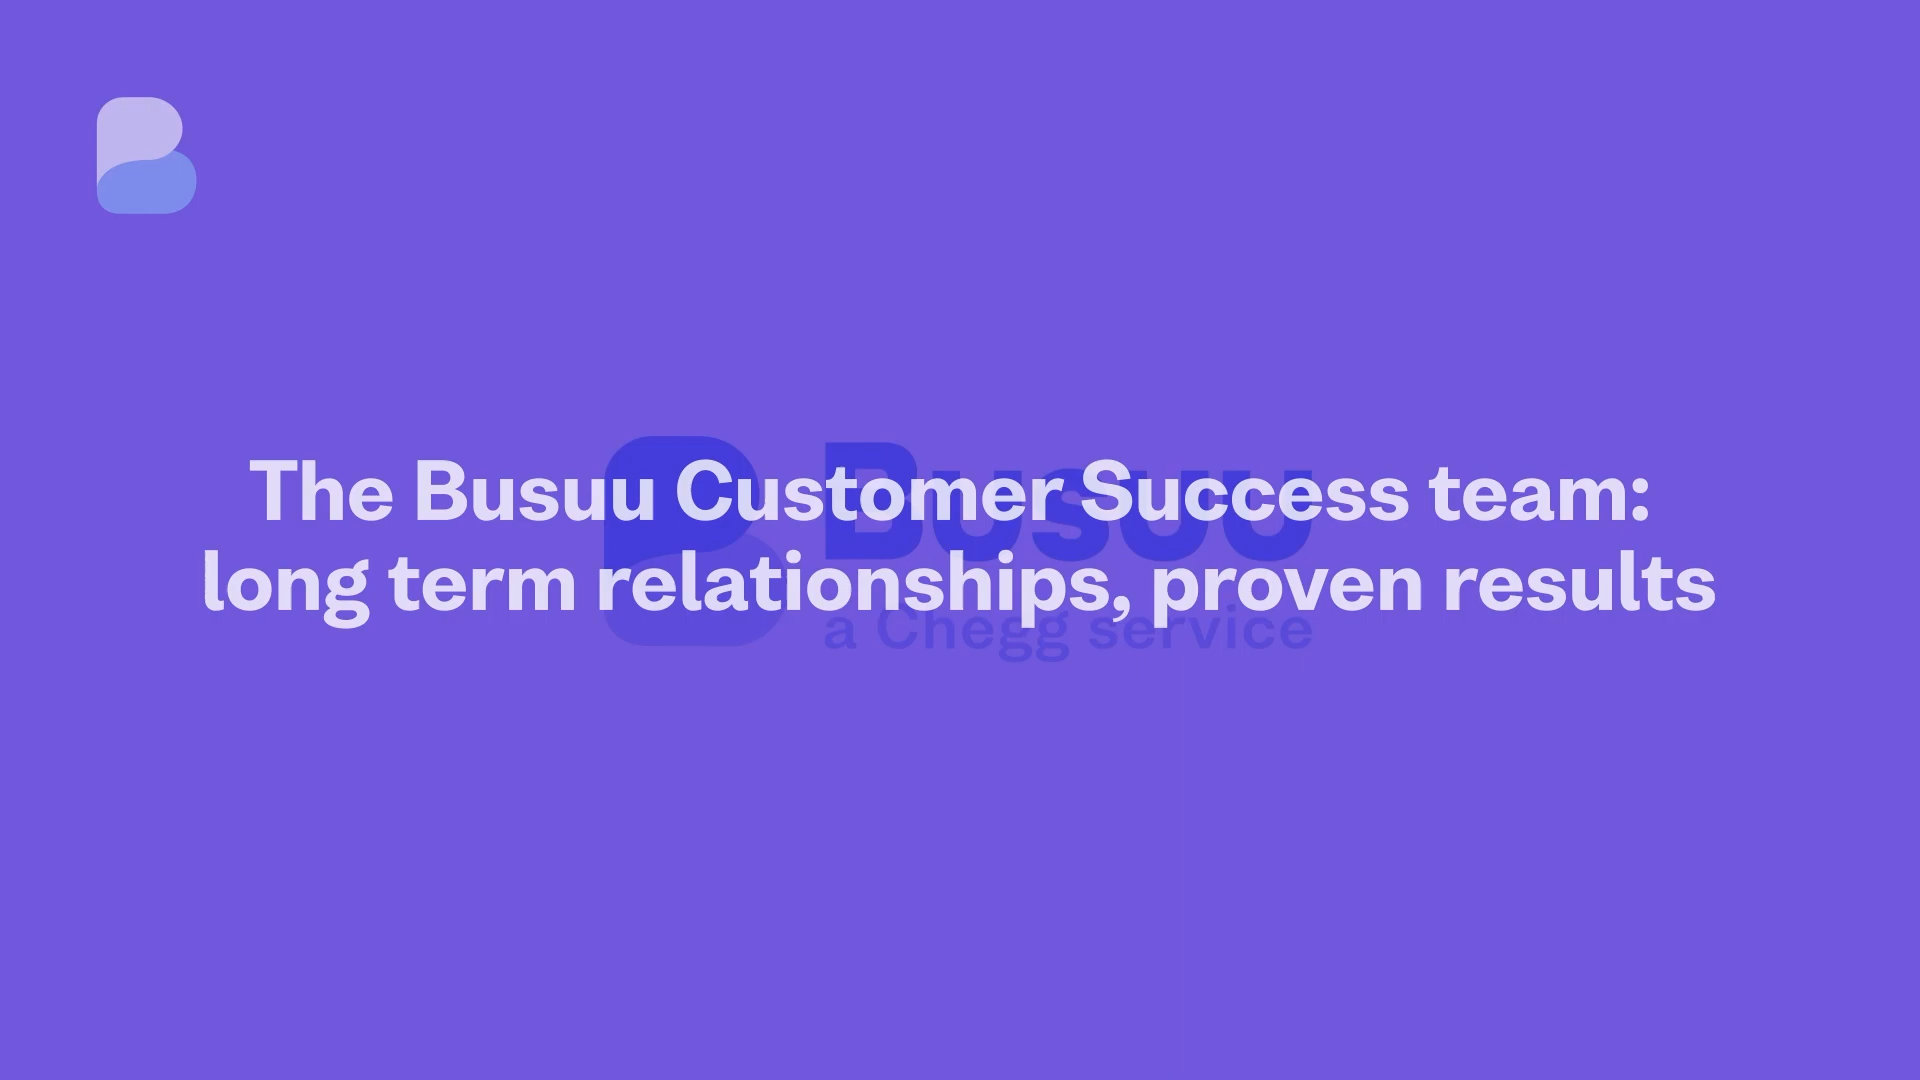 The Busuu Customer Success team:
long term relationships, proven results
Busuu
a Chegg service